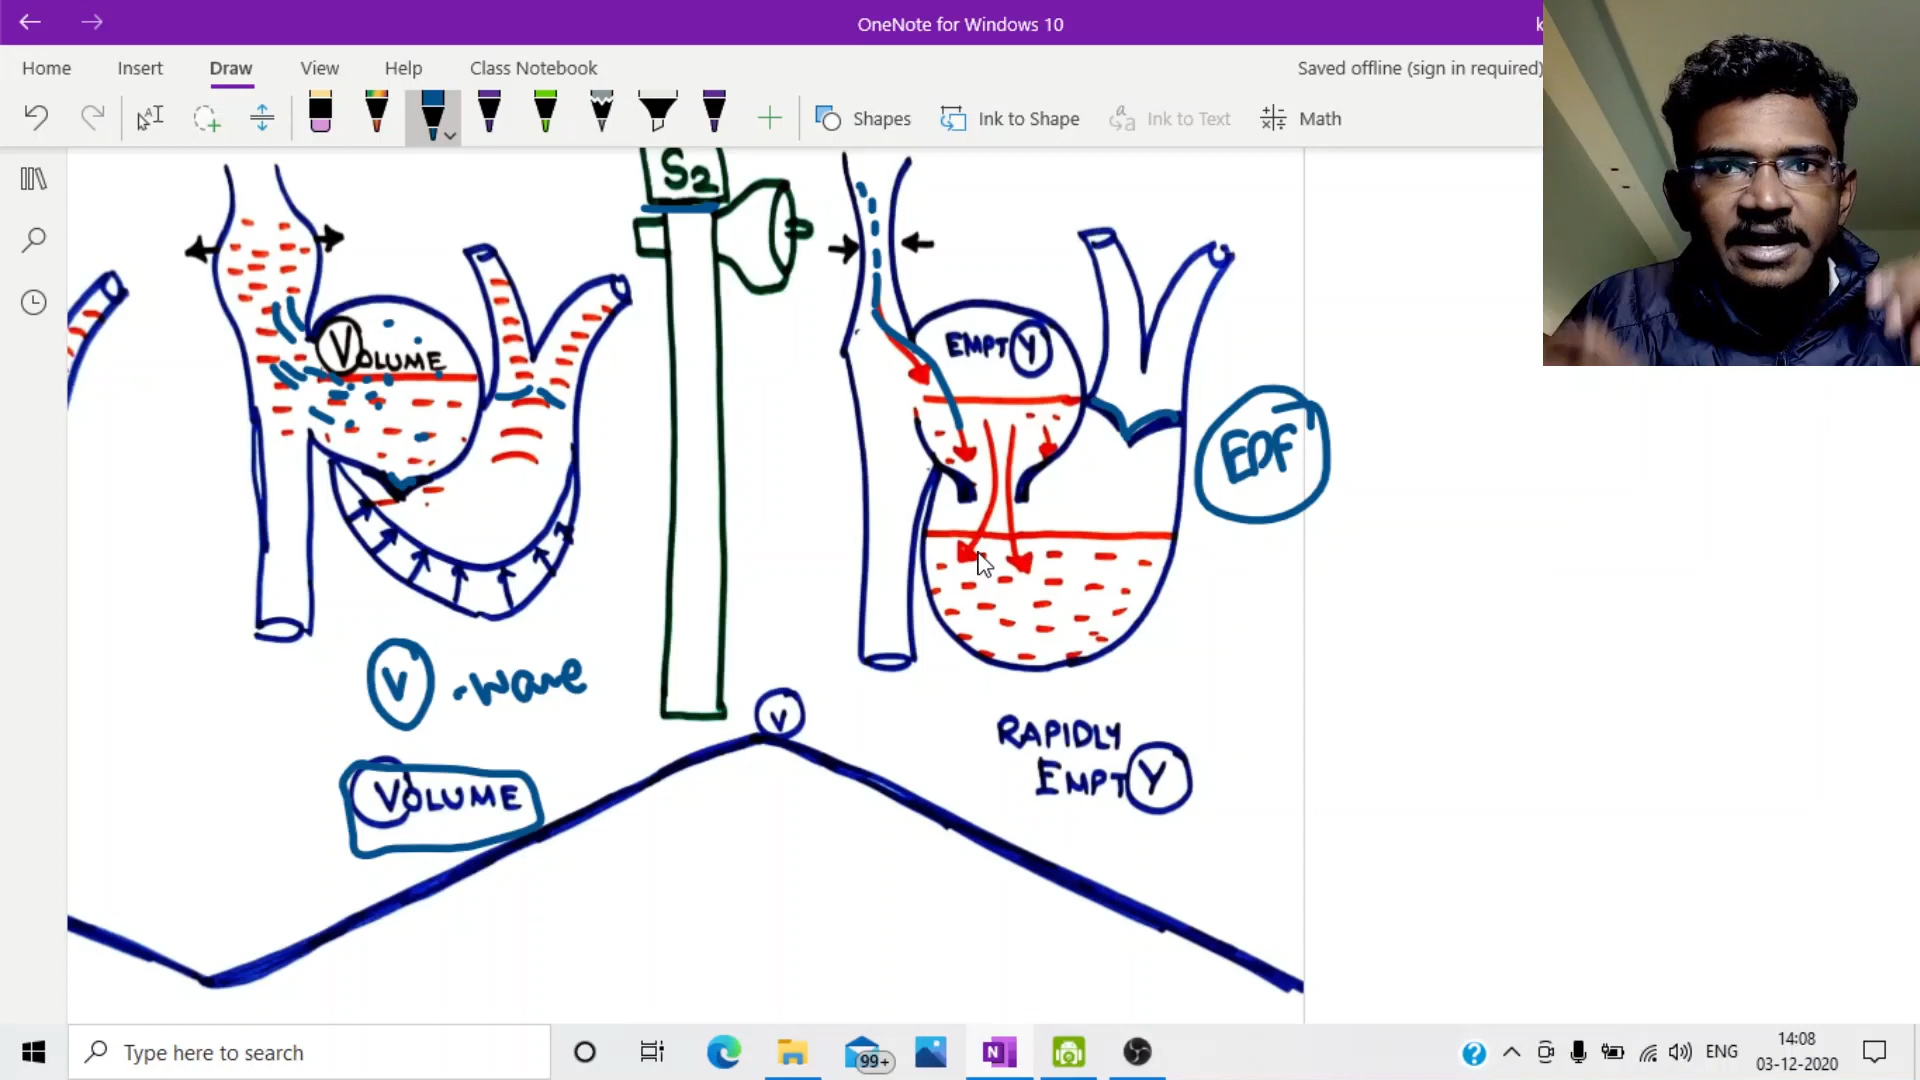 OneNote for Windows 10
k
Home
Insert
Draw
View
Help
Class Notebook
Saved offline (sign in required)
Shapes
Ink to Shape
Ink to Text
Math
S2
VOLUME
EMPTY
EDF
V - wave
V
RAPIDLY
EMPTY
VOLUME
Type here to search
99+
N
ENG
14:08
03-12-2020